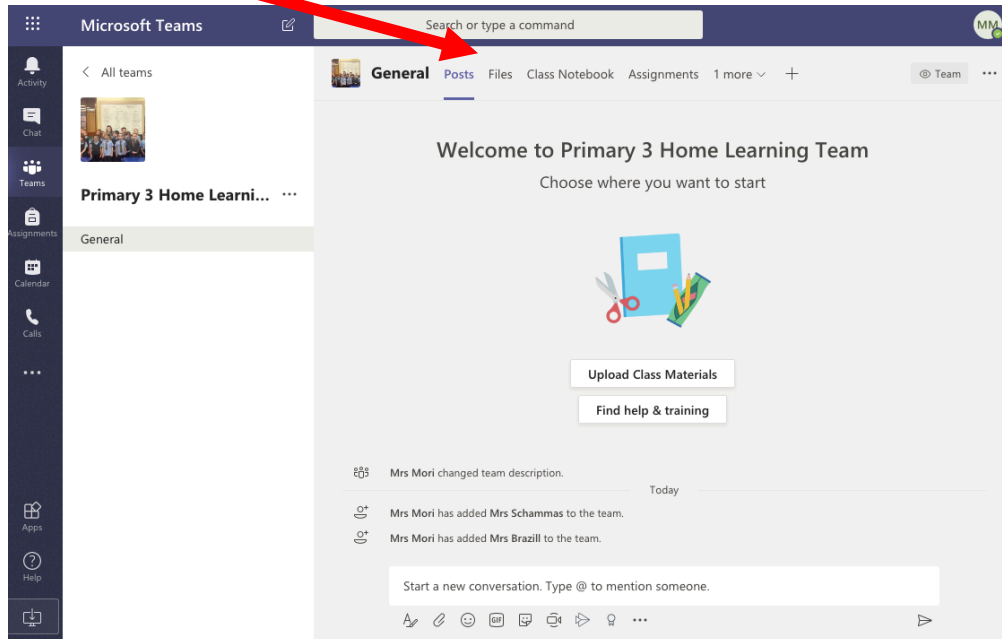 Microsoft Teams
Search or type a command
MM
Activity
Chat
Teams
Assignments
Calendar
Calls
Apps
Help
All teams
Primary 3 Home Learni... ...
General
General Posts Files Class Notebook Assignments 1 more +
Team ...
Welcome to Primary 3 Home Learning Team
Choose where you want to start
Upload Class Materials
Find help & training
Mrs Mori changed team description.
Today
Mrs Mori has added Mrs Schammas to the team.
Mrs Mori has added Mrs Brazill to the team.
Start a new conversation. Type @ to mention someone.
GIF